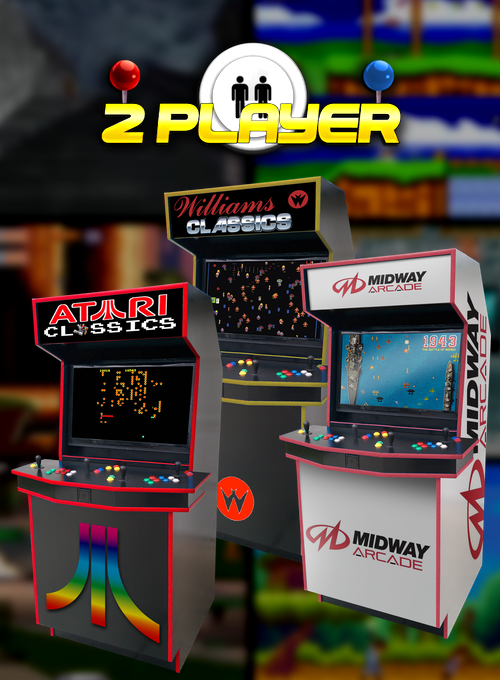 2 PLAYER
Williams
CLASSICS
W
MIDWAY
ARCADE
ATARI
CLASSICS
1943
MIDWAY
ARCADE
W
MIDWAY
ARCADE